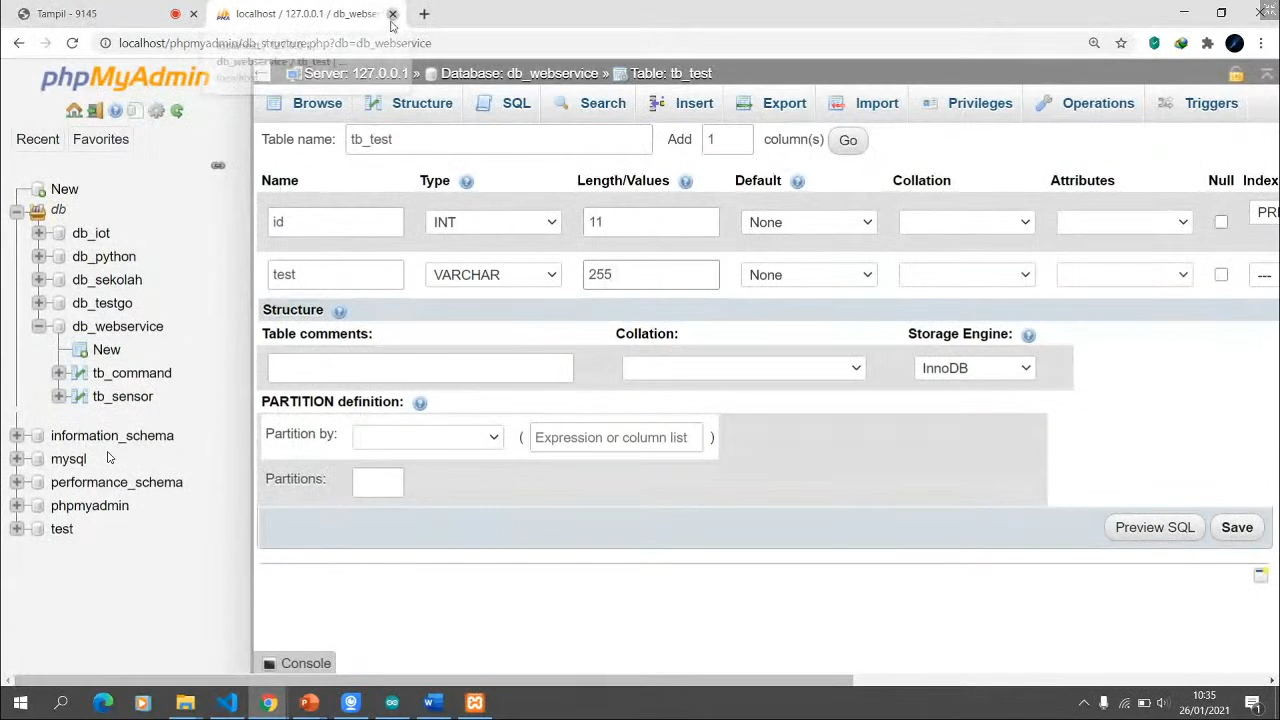 Tampil - 9145
localhost / 127.0.0.1 / db_webse
localhost/phpmyadmin/db_structure.php?db=db_webservice
phpMyAdmin
Server: 127.0.0.1 » Database: db_webservice » Table: tb_test
Browse Structure SQL Search Insert Export Import Privileges Operations Triggers
Recent Favorites
New
db
db_iot
db_python
db_sekolah
db_testgo
db_webservice
New
tb_command
tb_sensor
information_schema
mysql
performance_schema
phpmyadmin
test
Table name: tb_test Add 1 column(s) Go
Name Type Length/Values Default Collation Attributes Null Index
id INT 11 None PRI
test VARCHAR 255 None ---
Structure
Table comments: Collation: Storage Engine:
InnoDB
PARTITION definition:
Partition by: ( Expression or column list )
Partitions:
Preview SQL Save
Console
10:35
26/01/2021